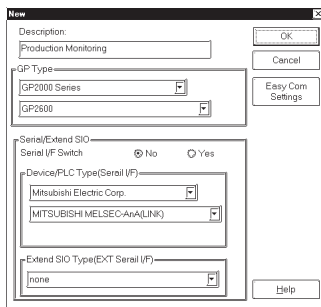 New
Description:
Production Monitoring
GP Type
GP2000 Series
GP2600
Serial/Extend SIO
Serial I/F Switch No Yes
Device/PLC Type(Serail I/F)
Mitsubishi Electric Corp.
MITSUBISHI MELSEC-AnA(LINK)
Extend SIO Type(EXT Serail I/F)
none
OK
Cancel
Easy Com
Settings
Help